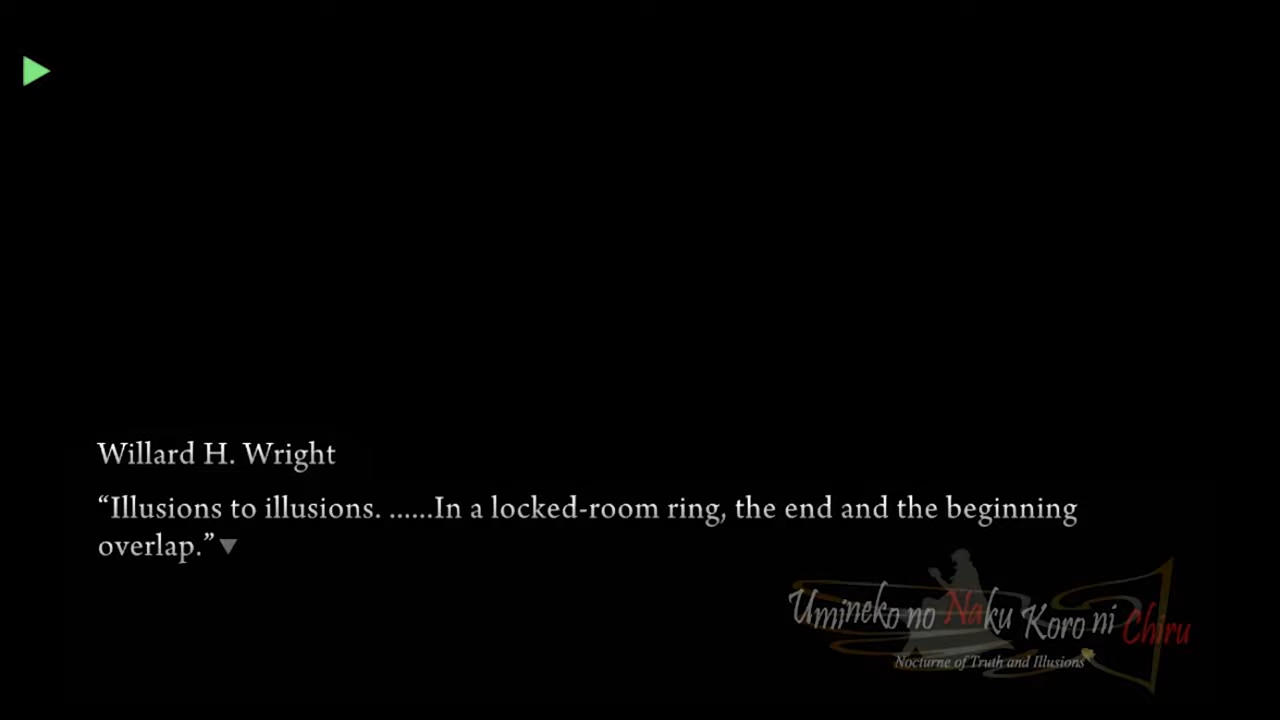 Willard H. Wright
“Illusions to illusions. ......In a locked-room ring, the end and the beginning
overlap.”
Umineko no Naku Koro ni Chiru
Nocturne of Truth and Illusions